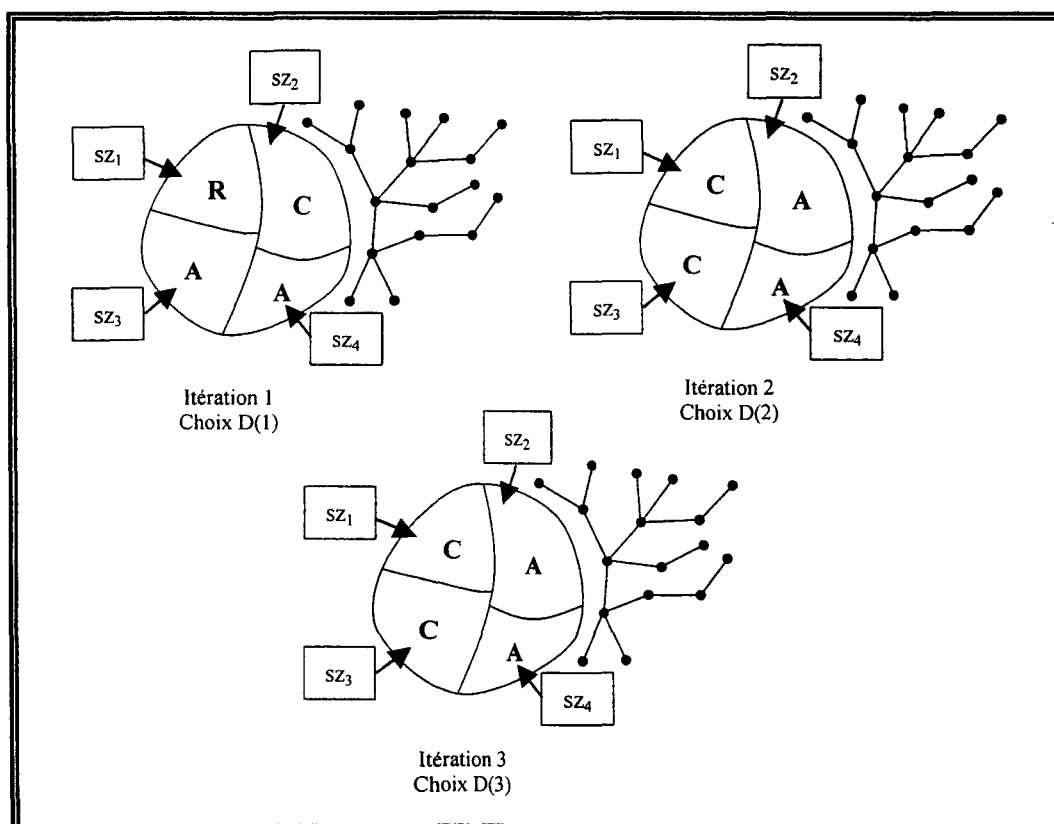 sz₂
sz₁
R
C
A
A
sz₃
sz₄
Itération 1
Choix D(1)
sz₂
sz₁
C
A
C
A
sz₃
sz₄
Itération 2
Choix D(2)
sz₂
sz₁
C
A
C
A
sz₃
sz₄
Itération 3
Choix D(3)